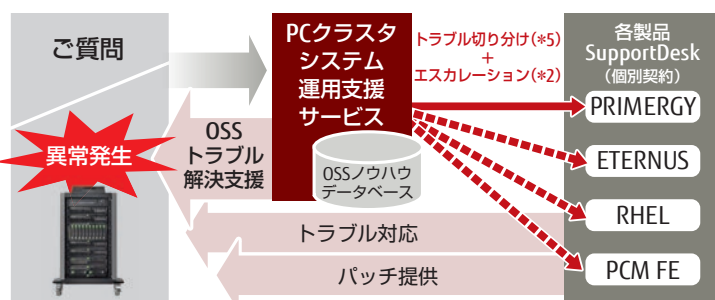 ご質問
異常発生
OSS
トラブル
解決支援
PCクラスタ
システム
運用支援
サービス
OSSノウハウ
データベース
トラブル切り分け(*5)
+
エスカレーション(*2)
各製品
SupportDesk
(個別契約)
PRIMERGY
ETERNUS
RHEL
PCM FE
トラブル対応
パッチ提供